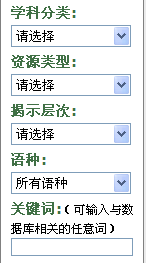 学科分类:
请选择
资源类型:
请选择
揭示层次:
请选择
语种:
所有语种
关键词:(可输入与数
据库相关的任意词)